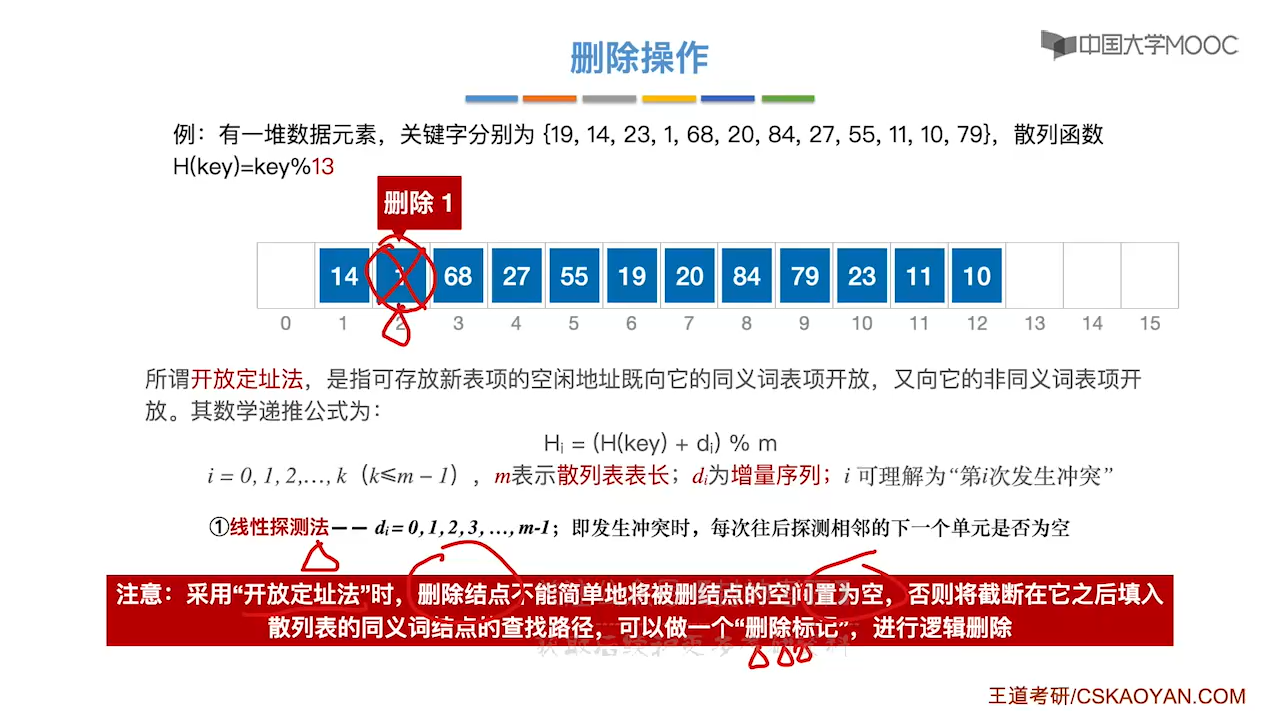 中国大学MOOC
删除操作
例：有一堆数据元素，关键字分别为 {19, 14, 23, 1, 68, 20, 84, 27, 55, 11, 10, 79}，散列函数
H(key)=key%13
删除 1
14 1 68 27 55 19 20 84 79 23 11 10
0 1 2 3 4 5 6 7 8 9 10 11 12 13 14 15
所谓开放定址法，是指可存放新表项的空闲地址既向它的同义词表项开放，又向它的非同义词表项开
放。其数学递推公式为：
Hᵢ = (H(key) + dᵢ) % m
i = 0, 1, 2,…, k（k≤m − 1），m表示散列表表长；dᵢ为增量序列；i 可理解为“第i次发生冲突”
①线性探测法—— dᵢ = 0, 1, 2, 3, …, m-1；即发生冲突时，每次往后探测相邻的下一个单元是否为空
注意：采用“开放定址法”时，删除结点不能简单地将被删结点的空间置为空，否则将截断在它之后填入
散列表的同义词结点的查找路径，可以做一个“删除标记”，进行逻辑删除
王道考研/CSKAOYAN.COM